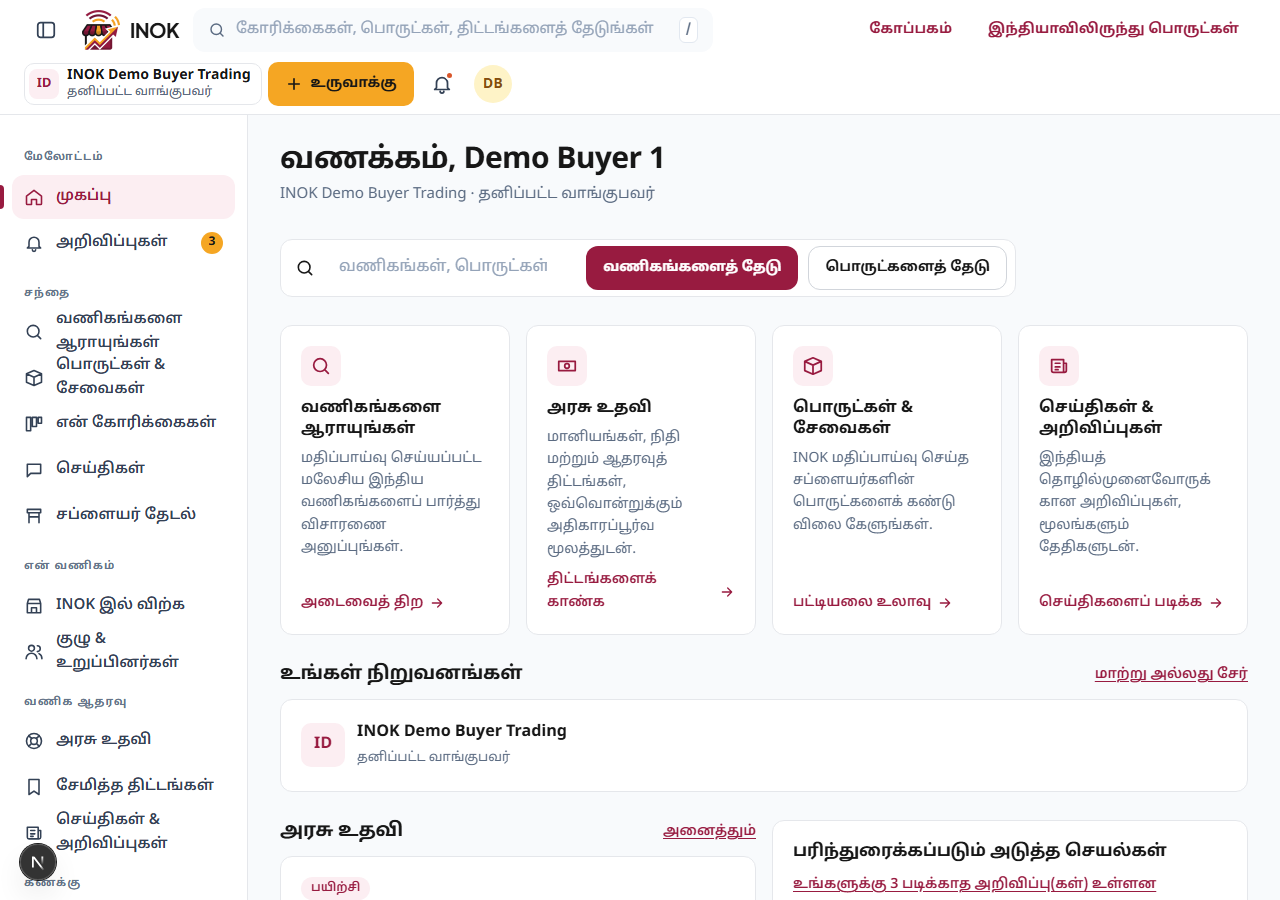 INOK
கோரிக்கைகள், பொருட்கள், திட்டங்களைத் தேடுங்கள்
/
கோப்பகம்
இந்தியாவிலிருந்து பொருட்கள்
ID
INOK Demo Buyer Trading
தனிப்பட்ட வாங்குபவர்
+ உருவாக்கு
DB
மேலோட்டம்
முகப்பு
அறிவிப்புகள்
3
சந்தை
வணிகங்களை
ஆராயுங்கள்
பொருட்கள் &
சேவைகள்
என் கோரிக்கைகள்
செய்திகள்
சப்ளையர் தேடல்
என் வணிகம்
INOK இல் விற்க
குழு &
உறுப்பினர்கள்
வணிக ஆதரவு
அரசு உதவி
சேமித்த திட்டங்கள்
செய்திகள் &
அறிவிப்புகள்
N
கணக்கு
வணக்கம், Demo Buyer 1
INOK Demo Buyer Trading · தனிப்பட்ட வாங்குபவர்
வணிகங்கள், பொருட்கள்
வணிகங்களைத் தேடு
பொருட்களைத் தேடு
வணிகங்களை
ஆராயுங்கள்
மதிப்பாய்வு செய்யப்பட்ட
மலேசிய இந்திய
வணிகங்களைப் பார்த்து
விசாரணை
அனுப்புங்கள்.
அடைவைத் திற →
அரசு உதவி
மானியங்கள், நிதி
மற்றும் ஆதரவுத்
திட்டங்கள்,
ஒவ்வொன்றுக்கும்
அதிகாரப்பூர்வ
மூலத்துடன்.
திட்டங்களைக்
காண்க →
பொருட்கள் &
சேவைகள்
INOK மதிப்பாய்வு செய்த
சப்ளையர்களின்
பொருட்களைக் கண்டு
விலை கேளுங்கள்.
பட்டியலை உலாவு →
செய்திகள் &
அறிவிப்புகள்
இந்தியத்
தொழில்முனைவோருக்
கான அறிவிப்புகள்,
மூலங்களும்
தேதிகளுடன்.
செய்திகளைப் படிக்க →
உங்கள் நிறுவனங்கள்
மாற்று அல்லது சேர்
ID
INOK Demo Buyer Trading
தனிப்பட்ட வாங்குபவர்
அரசு உதவி
அனைத்தும்
பயிற்சி
பரிந்துரைக்கப்படும் அடுத்த செயல்கள்
உங்களுக்கு 3 படிக்காத அறிவிப்பு(கள்) உள்ளன